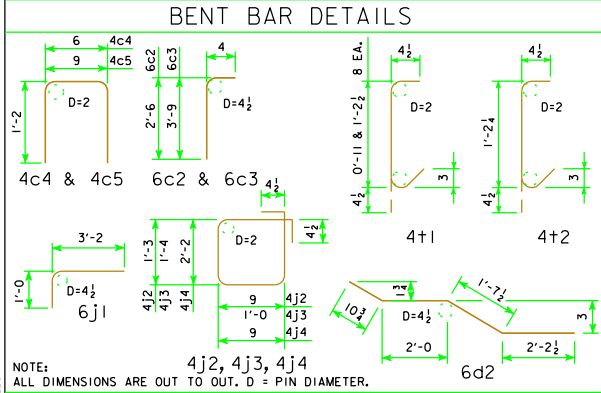 BENT BAR DETAILS
6 4c4
9 4c5
1'-2
D=2
4c4 & 4c5
6c2
6c3
4
2'-6
3'-9
D=4½
6c2 & 6c3
8 EA.
0'-11 & 1'-2½
4½
D=2
3
4½
4t1
4½
1'-2¼
D=2
3
4½
4t2
3'-2
1'-0
D=4½
6j1
4½
4½
1'-3
1'-4
2'-2
4j2
4j3
4j4
D=2
9 4j2
1'-0 4j3
9 4j4
4j2, 4j3, 4j4
1¾
10¾
D=4½
1'-7½
3
2'-0
2'-2½
6d2
NOTE:
ALL DIMENSIONS ARE OUT TO OUT. D = PIN DIAMETER.